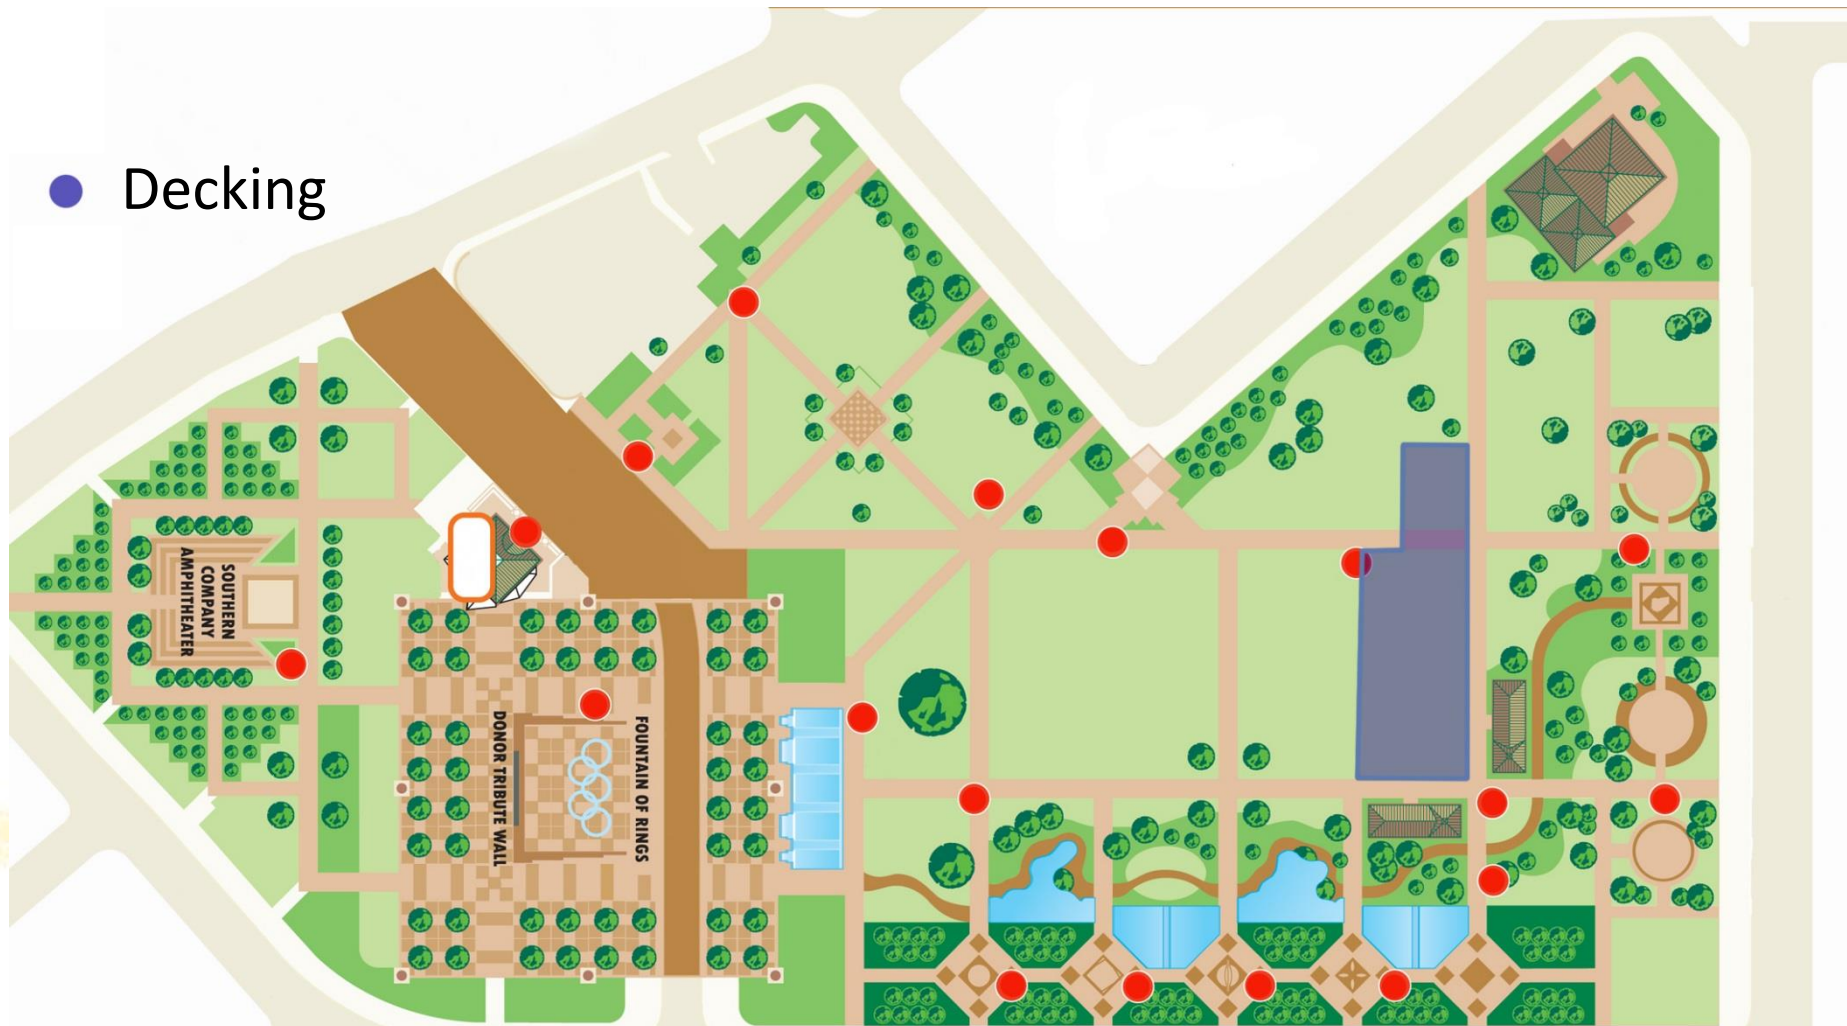 Decking
SOUTHERN
COMPANY
AMPHITHEATER
DONOR TRIBUTE WALL
FOUNTAIN OF RINGS